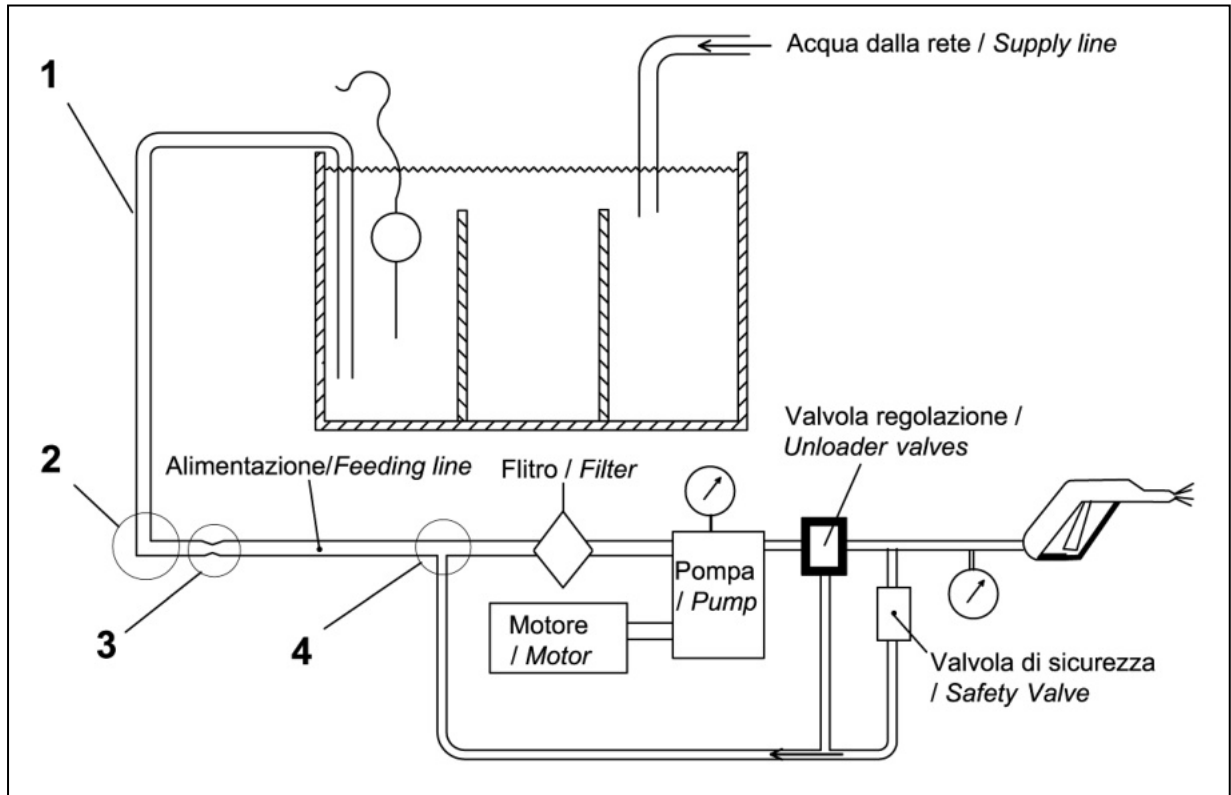 Acqua dalla rete / Supply line
1
Valvola regolazione /
Unloader valves
2
Alimentazione/Feeding line
Flitro / Filter
3
4
Pompa
/ Pump
Motore
/ Motor
Valvola di sicurezza
/ Safety Valve